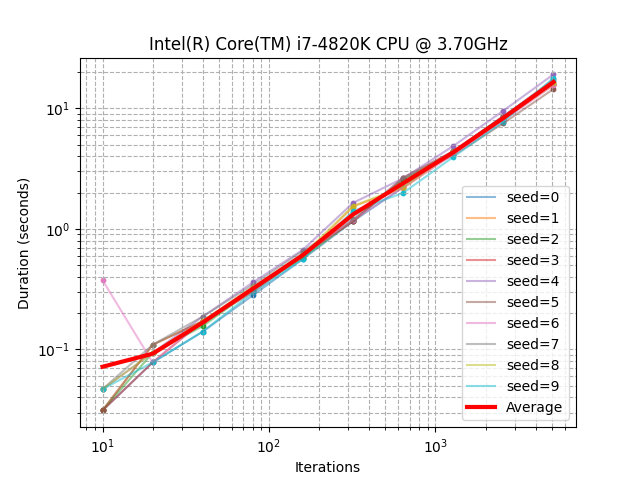 Intel(R) Core(TM) i7-4820K CPU @ 3.70GHz
Duration (seconds)
10¹
10⁰
10⁻¹
10¹
10²
10³
Iterations
seed=0
seed=1
seed=2
seed=3
seed=4
seed=5
seed=6
seed=7
seed=8
seed=9
Average